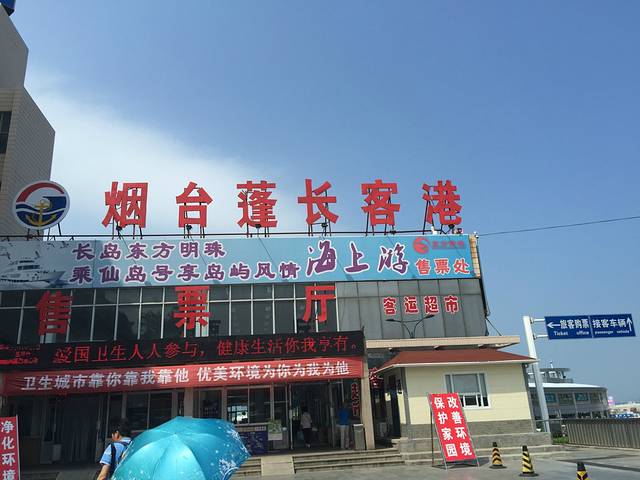 烟台蓬长客港
长岛东方明珠
乘仙岛号享岛屿风情
海上游
售票处
售票厅
客运超市
爱国卫生人人参与，健康生活你我享有。
卫生城市靠你靠我靠他 优美环境为你为我为他
旅客购票
Ticket office
接客车辆
passenger vehicle
改善环境
保护家园
净化环境